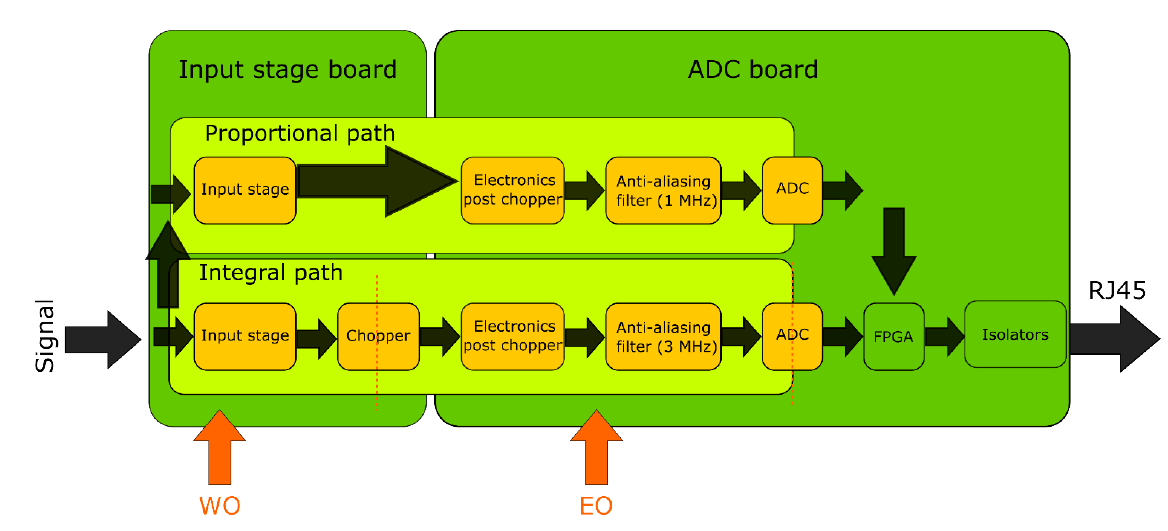 Input stage board
ADC board
Proportional path
Input stage
Electronics
post chopper
Anti-aliasing
filter (1 MHz)
ADC
Integral path
Signal
Input stage
Chopper
Electronics
post chopper
Anti-aliasing
filter (3 MHz)
ADC
FPGA
Isolators
RJ45
WO
EO